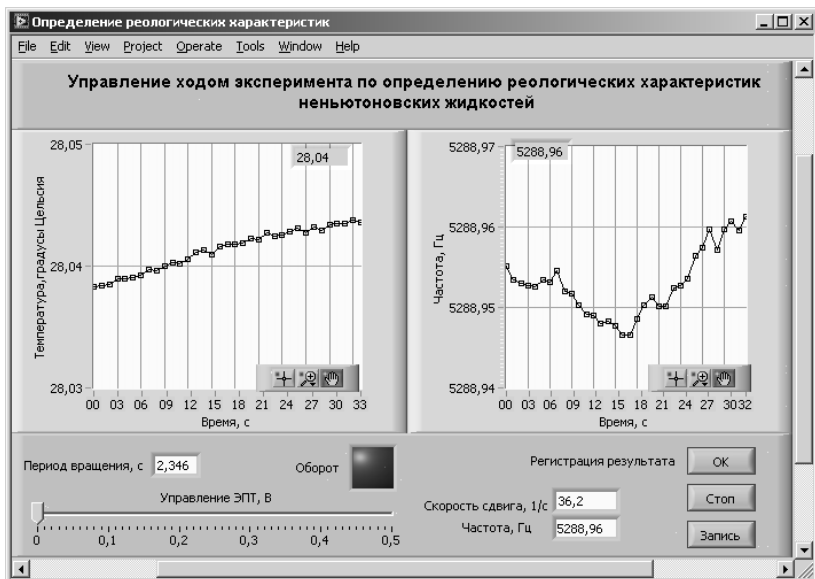 Определение реологических характеристик
File Edit View Project Operate Tools Window Help
Управление ходом эксперимента по определению реологических характеристик
неньютоновских жидкостей
28,05
28,04
28,04
28,03
Температура,градусы Цельсия
00 03 06 09 12 15 18 21 24 27 30 33
Время, с
5288,97
5288,96
5288,96
5288,95
5288,94
Частота, Гц
00 03 06 09 12 15 18 21 24 27 30 32
Время, с
Период вращения, с 2,346
Оборот
Управление ЭПТ, В
0 0,1 0,2 0,3 0,4 0,5
Регистрация результата OK
Скорость сдвига, 1/с 36,2
Стоп
Частота, Гц 5288,96
Запись